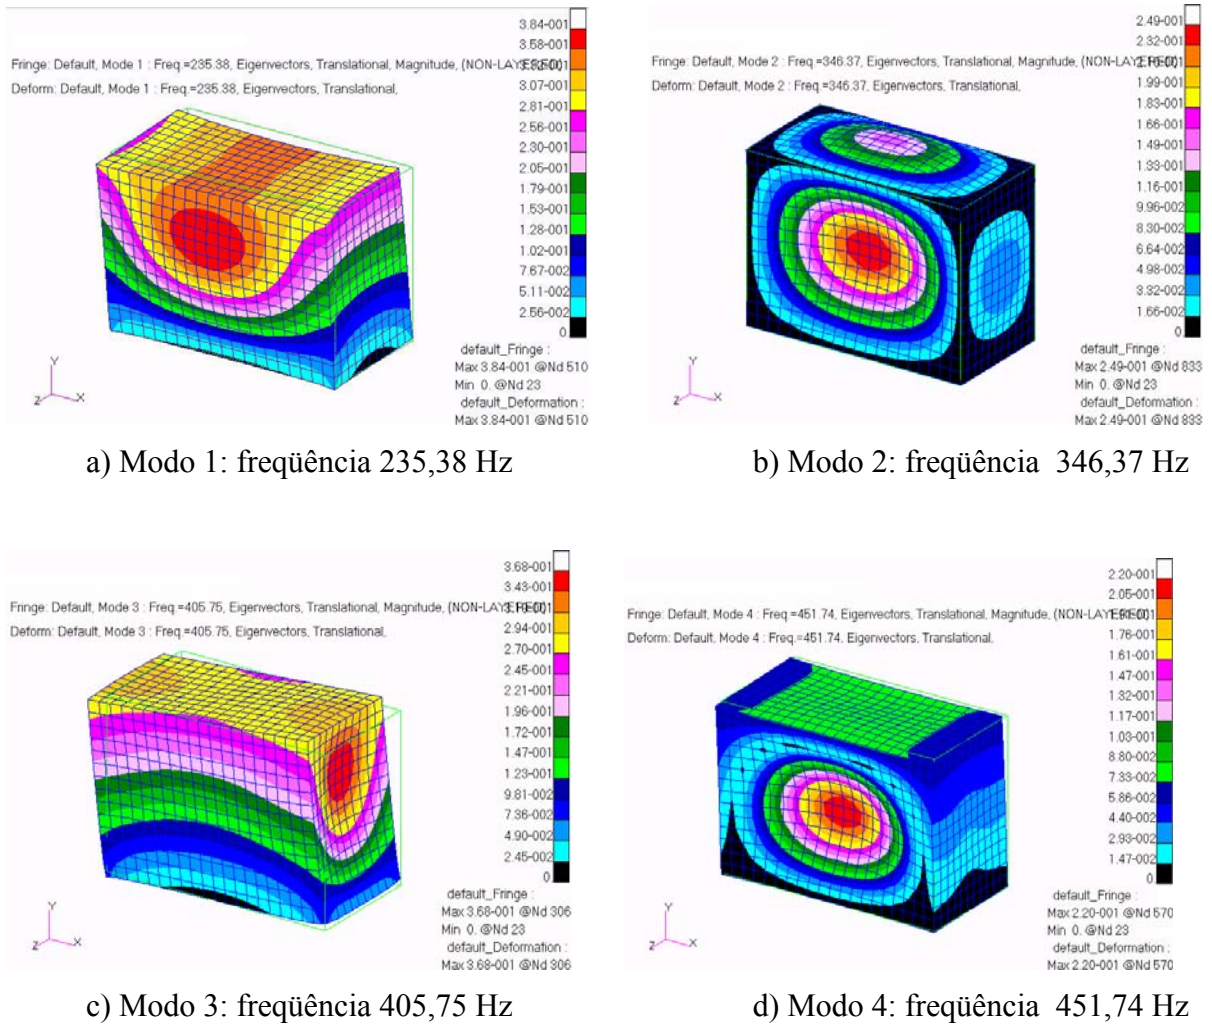 3.84-001
3.58-001
Fringe: Default, Mode 1 : Freq.=235.38, Eigenvectors, Translational, Magnitude, (NON-LAYERED)
3.07-001
Deform: Default, Mode 1 : Freq.=235.38, Eigenvectors, Translational,
2.81-001
2.56-001
2.30-001
2.05-001
1.79-001
1.53-001
1.28-001
1.02-001
7.67-002
5.11-002
2.56-002
0
default_Fringe :
Max 3.84-001 @Nd 510
Min 0. @Nd 23
default_Deformation :
Max 3.84-001 @Nd 510
Y
Z X
a) Modo 1: freqüência 235,38 Hz
2.49-001
2.32-001
Fringe: Default, Mode 2 : Freq.=346.37, Eigenvectors, Translational, Magnitude, (NON-LAYERED)
1.99-001
Deform: Default, Mode 2 : Freq.=346.37, Eigenvectors, Translational,
1.83-001
1.66-001
1.49-001
1.33-001
1.16-001
9.96-002
8.30-002
6.64-002
4.98-002
3.32-002
1.66-002
0
default_Fringe :
Max 2.49-001 @Nd 833
Min 0. @Nd 23
default_Deformation :
Max 2.49-001 @Nd 833
Y
Z X
b) Modo 2: freqüência 346,37 Hz
3.68-001
3.43-001
Fringe: Default, Mode 3 : Freq.=405.75, Eigenvectors, Translational, Magnitude, (NON-LAYERED)
2.94-001
Deform: Default, Mode 3 : Freq.=405.75, Eigenvectors, Translational,
2.70-001
2.45-001
2.21-001
1.96-001
1.72-001
1.47-001
1.23-001
9.81-002
7.36-002
4.90-002
2.45-002
0
default_Fringe :
Max 3.68-001 @Nd 306
Min 0. @Nd 23
default_Deformation :
Max 3.68-001 @Nd 306
Y
Z X
c) Modo 3: freqüência 405,75 Hz
2.20-001
2.05-001
Fringe: Default, Mode 4 : Freq.=451.74, Eigenvectors, Translational, Magnitude, (NON-LAYERED)
1.76-001
Deform: Default, Mode 4 : Freq.=451.74, Eigenvectors, Translational,
1.61-001
1.47-001
1.32-001
1.17-001
1.03-001
8.80-002
7.33-002
5.86-002
4.40-002
2.93-002
1.47-002
0
default_Fringe :
Max 2.20-001 @Nd 570
Min 0. @Nd 23
default_Deformation :
Max 2.20-001 @Nd 570
Y
Z X
d) Modo 4: freqüência 451,74 Hz